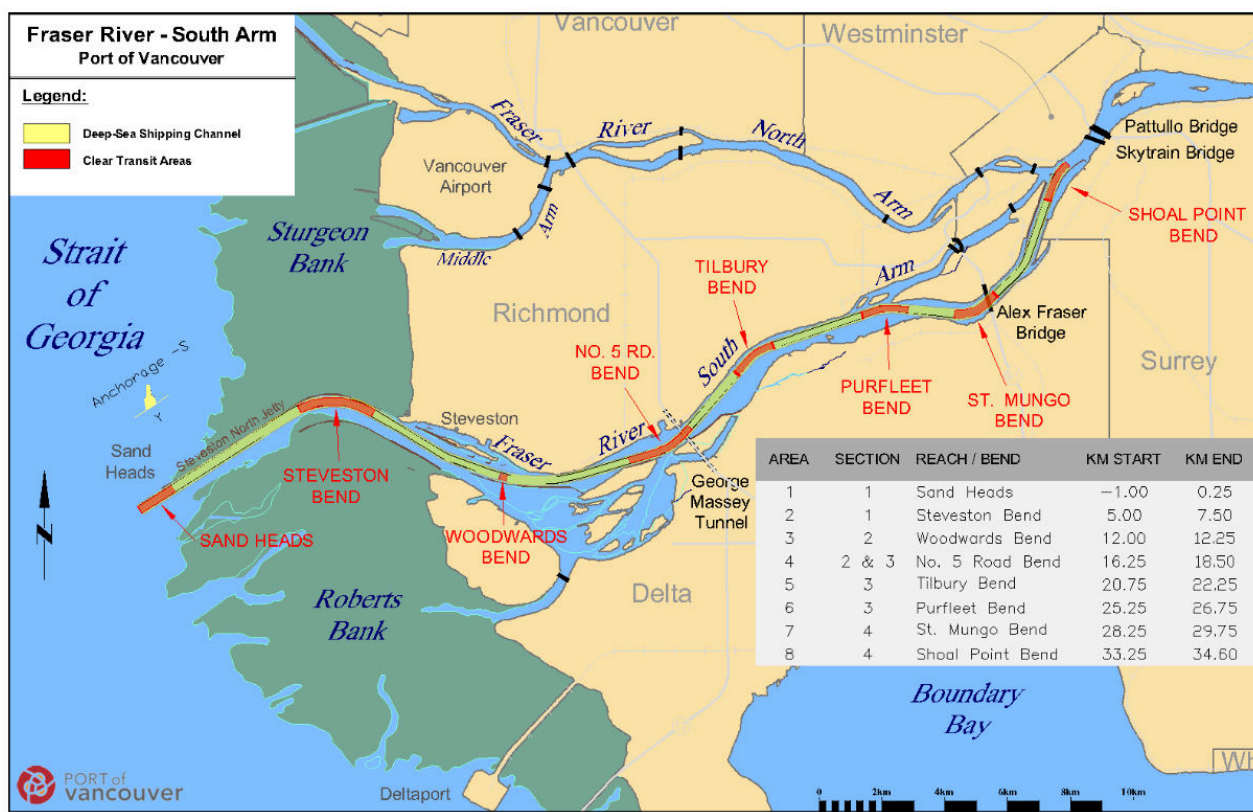 Fraser River - South Arm
Port of Vancouver
Legend:
Deep-Sea Shipping Channel
Clear Transit Areas
Vancouver
Westminster
Fraser
River
North
Arm
Pattullo Bridge
Skytrain Bridge
Vancouver
Airport
Arm
Middle
Sturgeon
Bank
SHOAL POINT
BEND
Strait
of
Georgia
Arm
TILBURY
BEND
Richmond
Alex Fraser
Bridge
NO. 5 RD.
BEND
South
Surrey
PURFLEET
BEND
ST. MUNGO
BEND
Anchorage -S
Steveston North Jetty
Steveston
Fraser
River
Sand
Heads
STEVESTON
BEND
George
Massey
Tunnel
SAND HEADS
WOODWARDS
BEND
N
AREA SECTION REACH / BEND KM START KM END
1 1 Sand Heads -1.00 0.25
2 1 Steveston Bend 5.00 7.50
3 2 Woodwards Bend 12.00 12.25
4 2 & 3 No. 5 Road Bend 16.25 18.50
5 3 Tilbury Bend 20.75 22.25
6 3 Purfleet Bend 25.25 26.75
7 4 St. Mungo Bend 28.25 29.75
8 4 Shoal Point Bend 33.25 34.60
Roberts
Bank
Delta
Boundary
Bay
Wh
PORT of
vancouver
Deltaport
0 2km 4km 6km 8km 10km